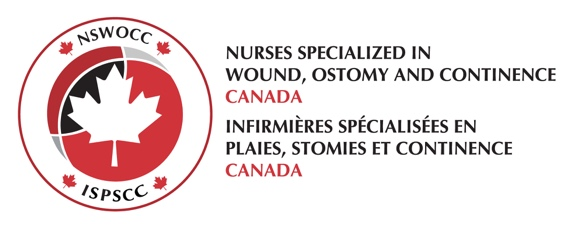 NSWOCC
ISPSCC
NURSES SPECIALIZED IN
WOUND, OSTOMY AND CONTINENCE
CANADA
INFIRMIÈRES SPÉCIALISÉES EN
PLAIES, STOMIES ET CONTINENCE
CANADA